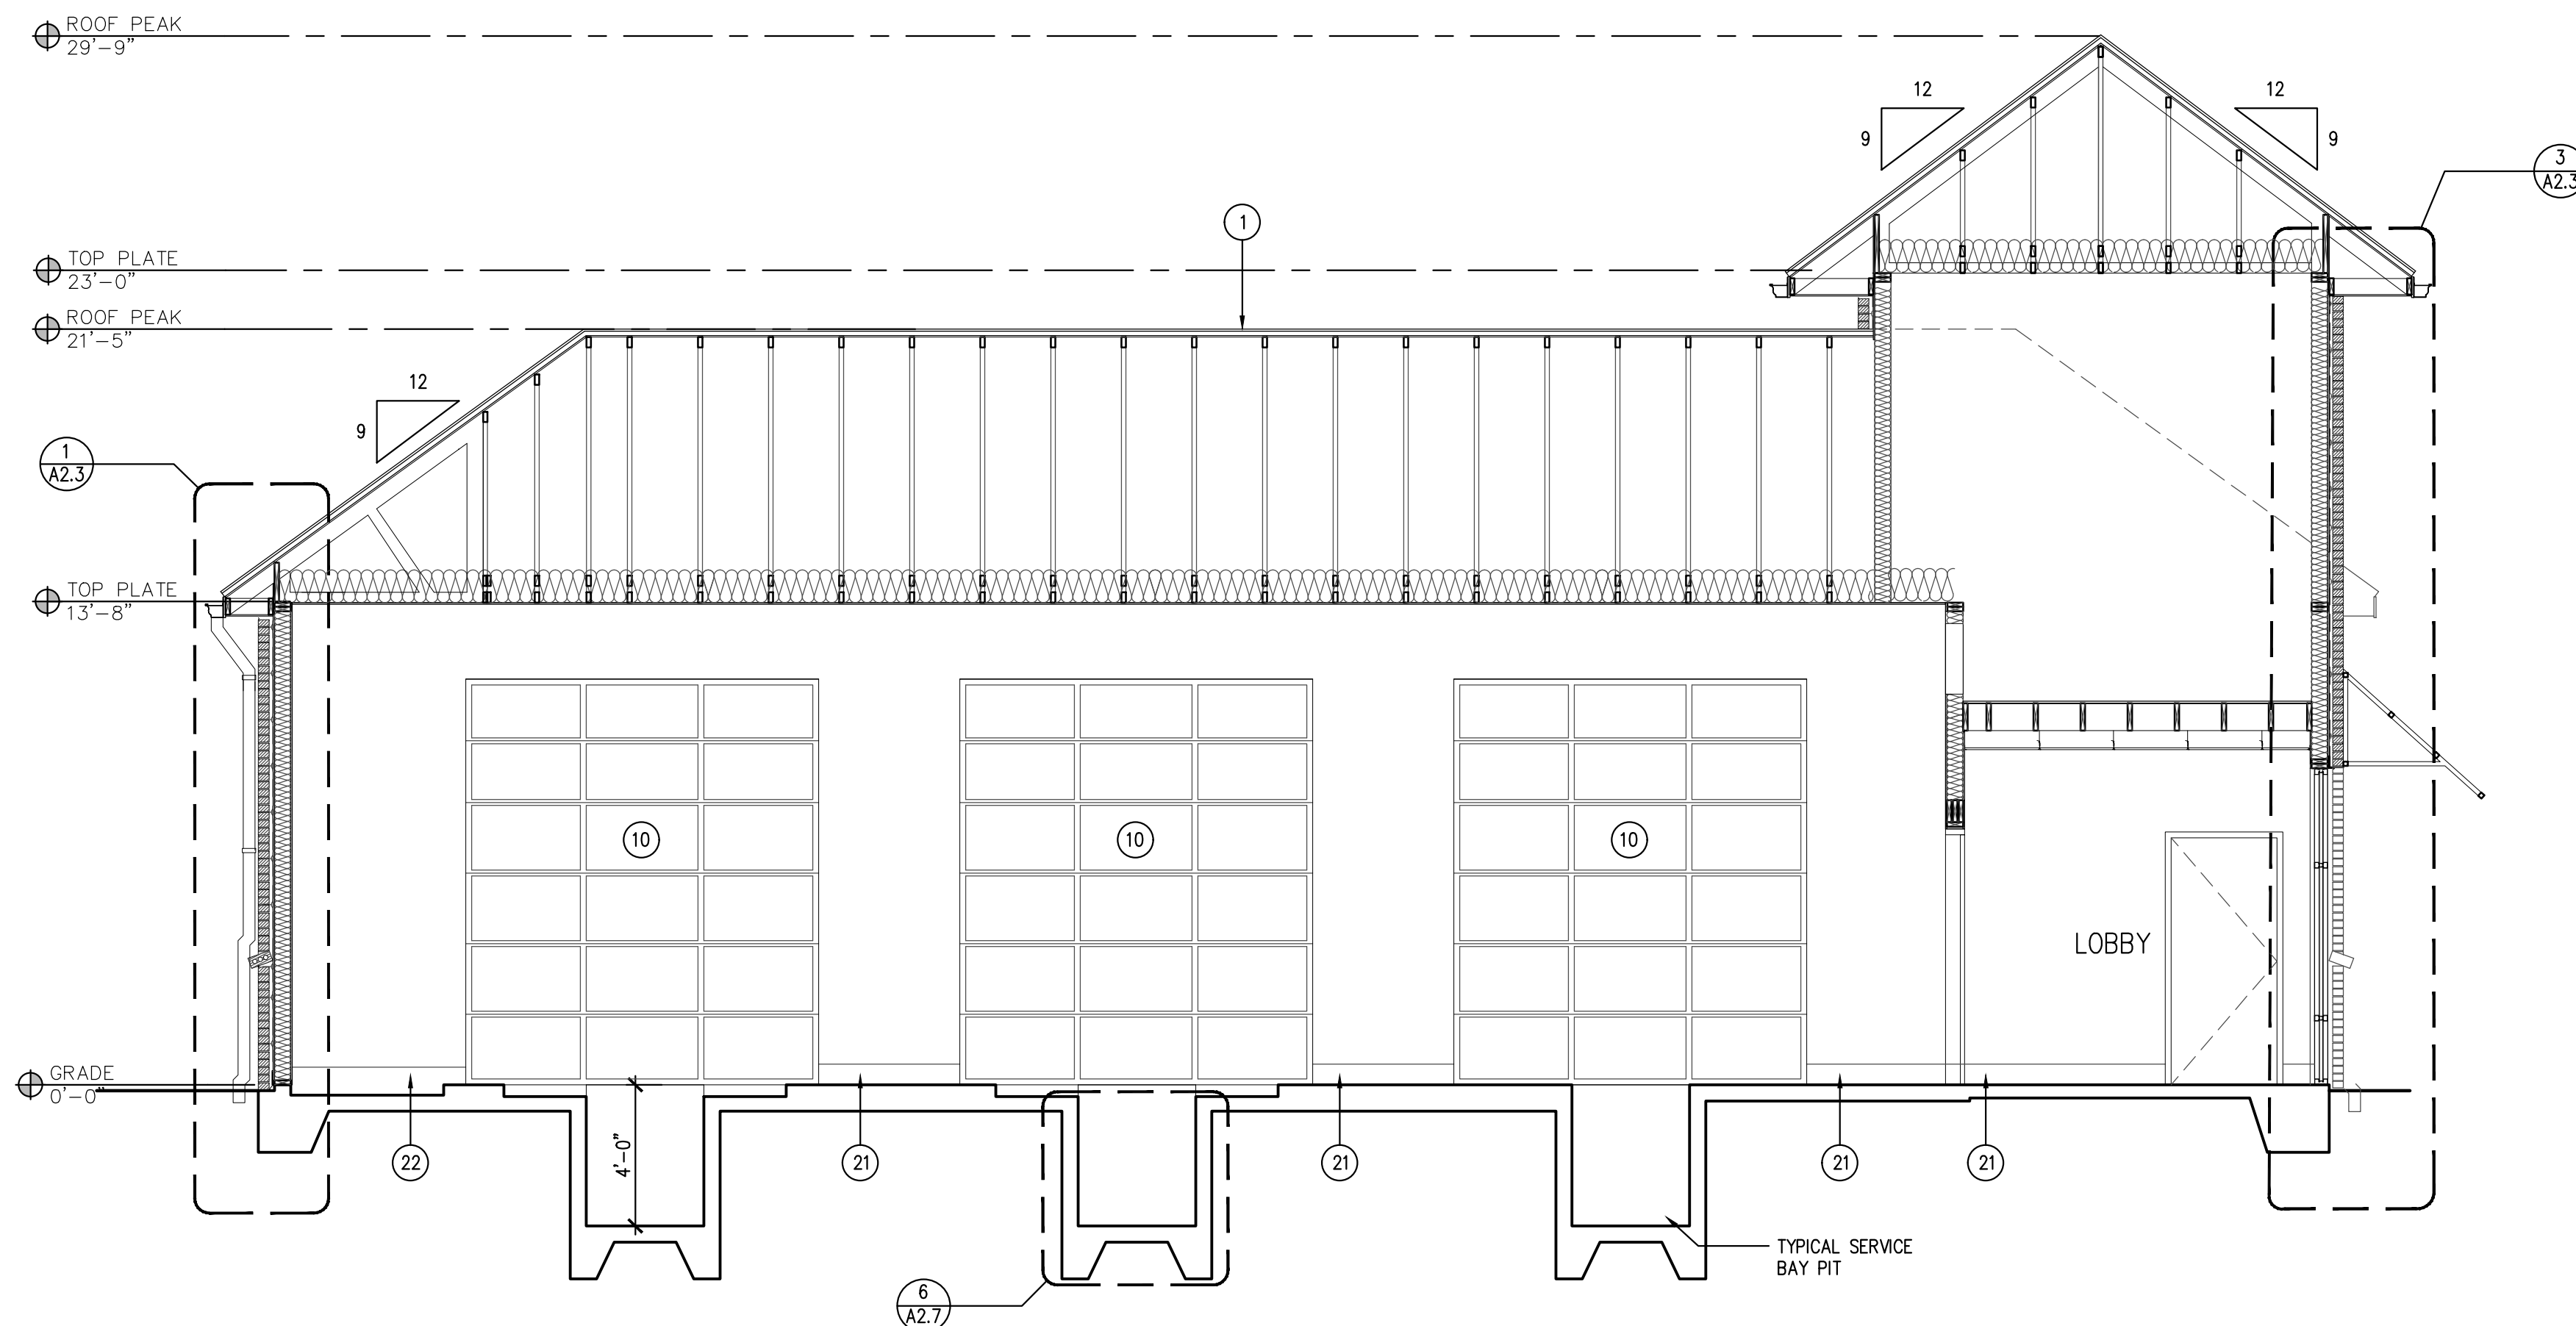 ROOF PEAK
29'-9"
12
9
12
9
3
A2.3
1
TOP PLATE
23'-0"
ROOF PEAK
21'-5"
12
9
1
A2.3
TOP PLATE
13'-8"
10
10
10
LOBBY
GRADE
0'-0"
4'-0"
22
21
21
21
21
TYPICAL SERVICE
BAY PIT
6
A2.7